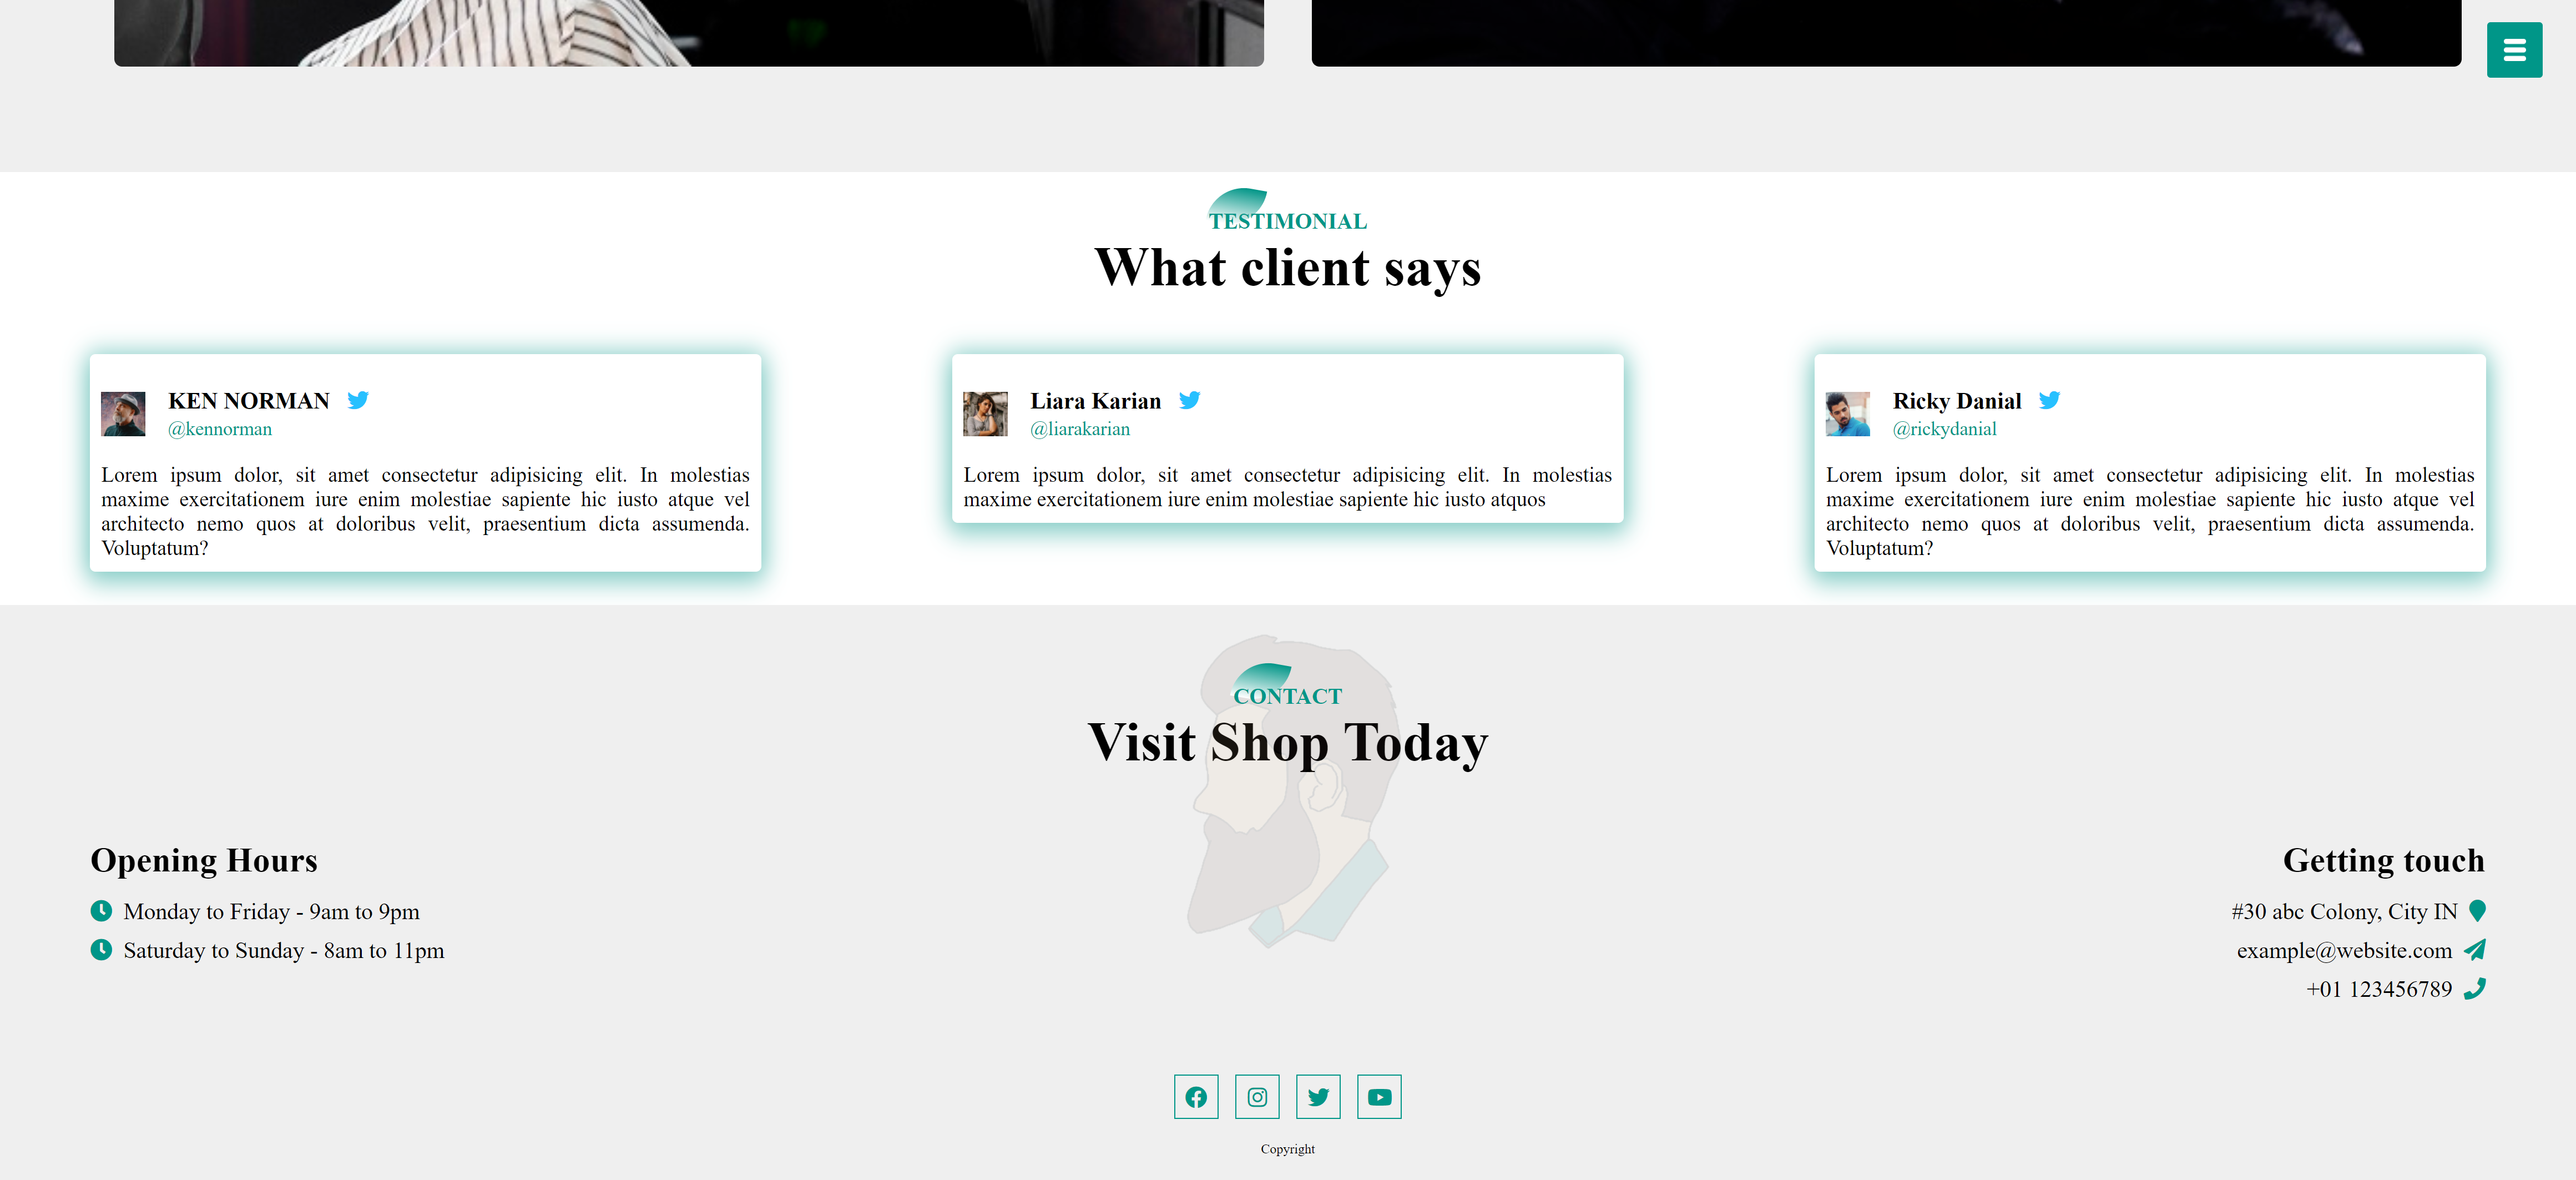 TESTIMONIAL
What client says
KEN NORMAN
@kennorman
Lorem ipsum dolor, sit amet consectetur adipisicing elit. In molestias
maxime exercitationem iure enim molestiae sapiente hic iusto atque vel
architecto nemo quos at doloribus velit, praesentium dicta assumenda.
Voluptatum?
Liara Karian
@liarakarian
Lorem ipsum dolor, sit amet consectetur adipisicing elit. In molestias
maxime exercitationem iure enim molestiae sapiente hic iusto atquos
Ricky Danial
@rickydanial
Lorem ipsum dolor, sit amet consectetur adipisicing elit. In molestias
maxime exercitationem iure enim molestiae sapiente hic iusto atque vel
architecto nemo quos at doloribus velit, praesentium dicta assumenda.
Voluptatum?
CONTACT
Visit Shop Today
Opening Hours
Monday to Friday - 9am to 9pm
Saturday to Sunday - 8am to 11pm
Getting touch
#30 abc Colony, City IN
example@website.com
+01 123456789
Copyright